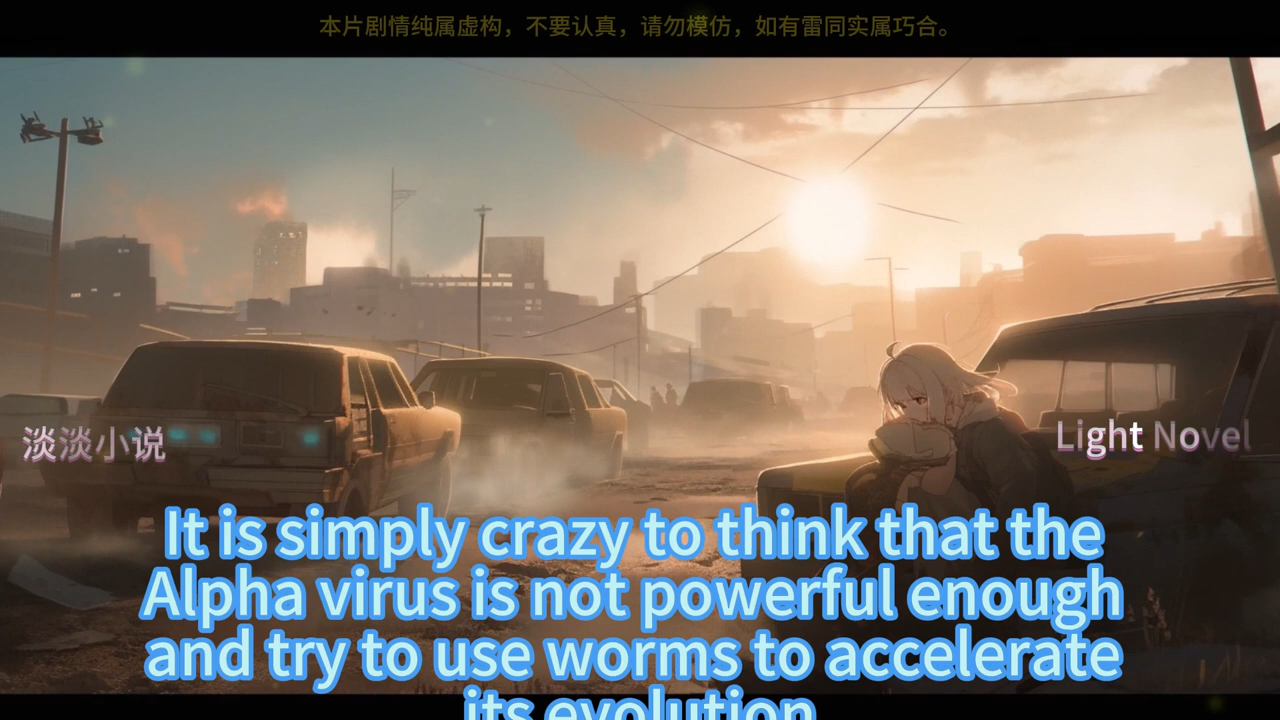 本片剧情纯属虚构，不要认真，请勿模仿，如有雷同实属巧合。
淡淡小说
Light Novel
It is simply crazy to think that the
Alpha virus is not powerful enough
and try to use worms to accelerate
its evolution